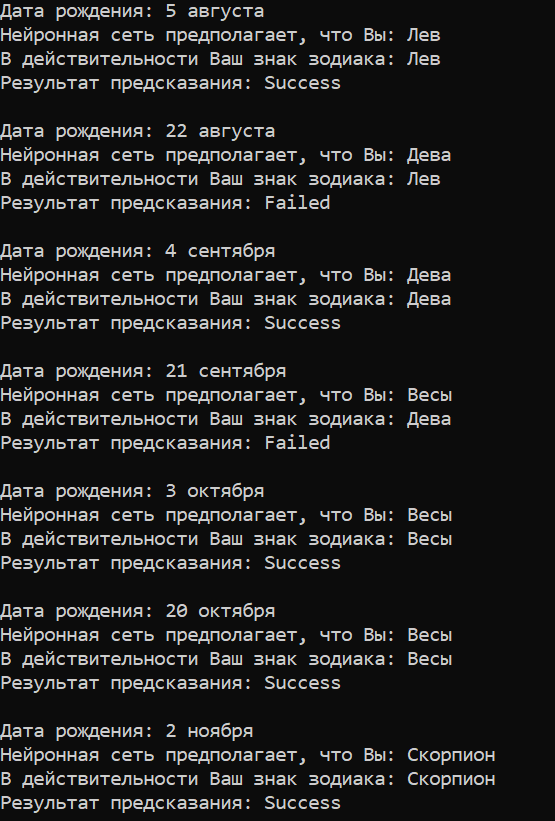 Дата рождения: 5 августа
Нейронная сеть предполагает, что Вы: Лев
В действительности Ваш знак зодиака: Лев
Результат предсказания: Success
Дата рождения: 22 августа
Нейронная сеть предполагает, что Вы: Дева
В действительности Ваш знак зодиака: Лев
Результат предсказания: Failed
Дата рождения: 4 сентября
Нейронная сеть предполагает, что Вы: Дева
В действительности Ваш знак зодиака: Дева
Результат предсказания: Success
Дата рождения: 21 сентября
Нейронная сеть предполагает, что Вы: Весы
В действительности Ваш знак зодиака: Дева
Результат предсказания: Failed
Дата рождения: 3 октября
Нейронная сеть предполагает, что Вы: Весы
В действительности Ваш знак зодиака: Весы
Результат предсказания: Success
Дата рождения: 20 октября
Нейронная сеть предполагает, что Вы: Весы
В действительности Ваш знак зодиака: Весы
Результат предсказания: Success
Дата рождения: 2 ноября
Нейронная сеть предполагает, что Вы: Скорпион
В действительности Ваш знак зодиака: Скорпион
Результат предсказания: Success